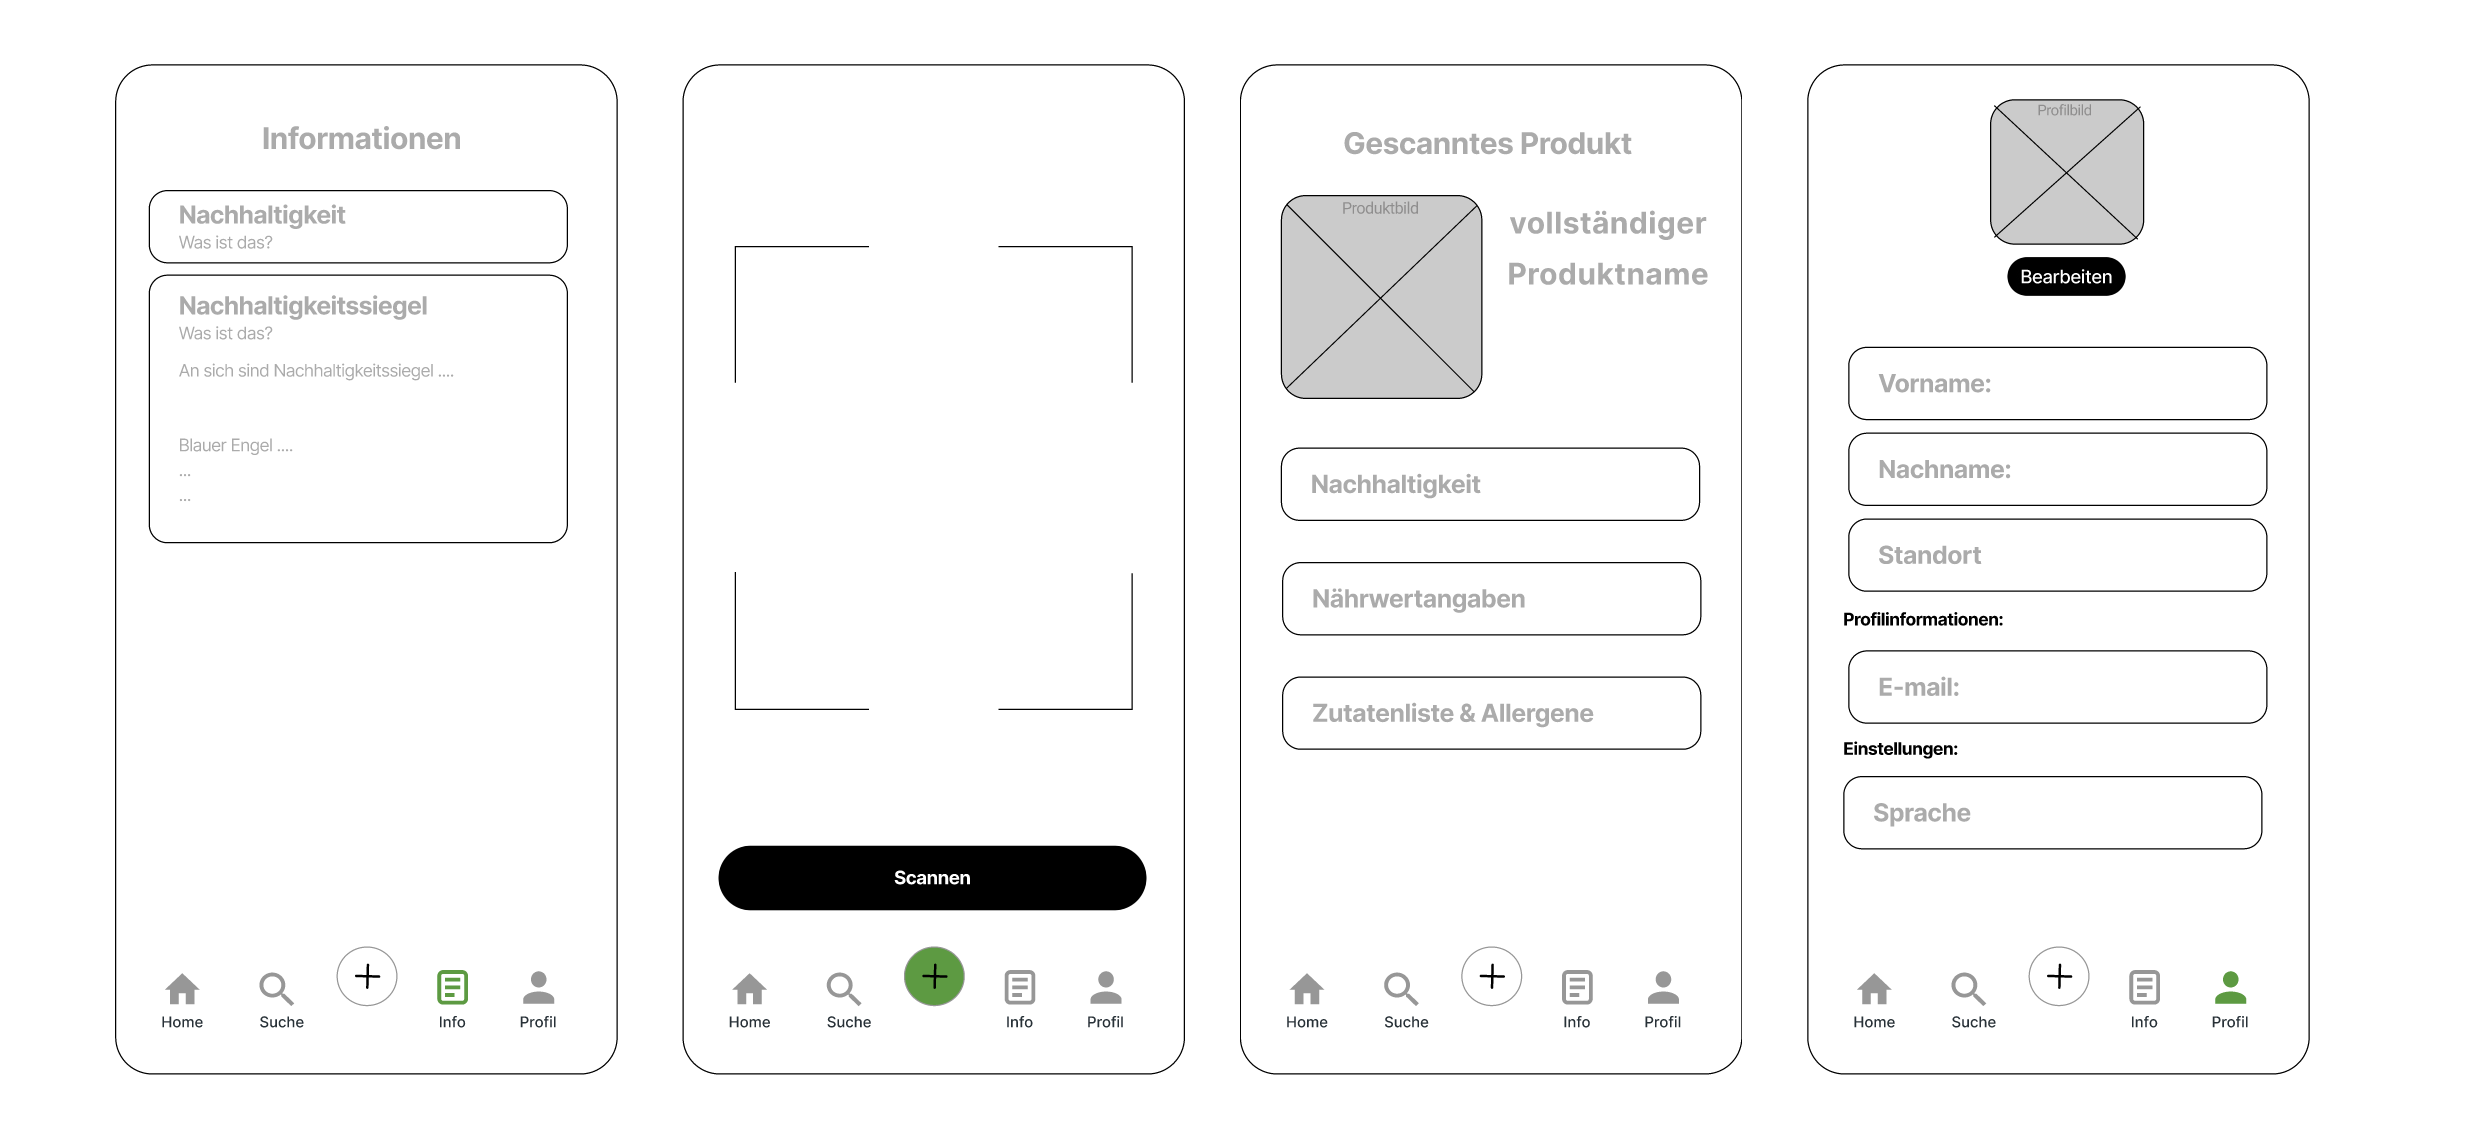 Informationen
Nachhaltigkeit
Was ist das?
Nachhaltigkeitssiegel
Was ist das?
An sich sind Nachhaltigkeitssiegel ....
Blauer Engel ....
...
...
Home Suche Info Profil
Scannen
Home Suche Info Profil
Gescanntes Produkt
Produktbild
vollständiger
Produktname
Nachhaltigkeit
Nährwertangaben
Zutatenliste & Allergene
Home Suche Info Profil
Profilbild
Bearbeiten
Vorname:
Nachname:
Standort
Profilinformationen:
E-mail:
Einstellungen:
Sprache
Home Suche Info Profil